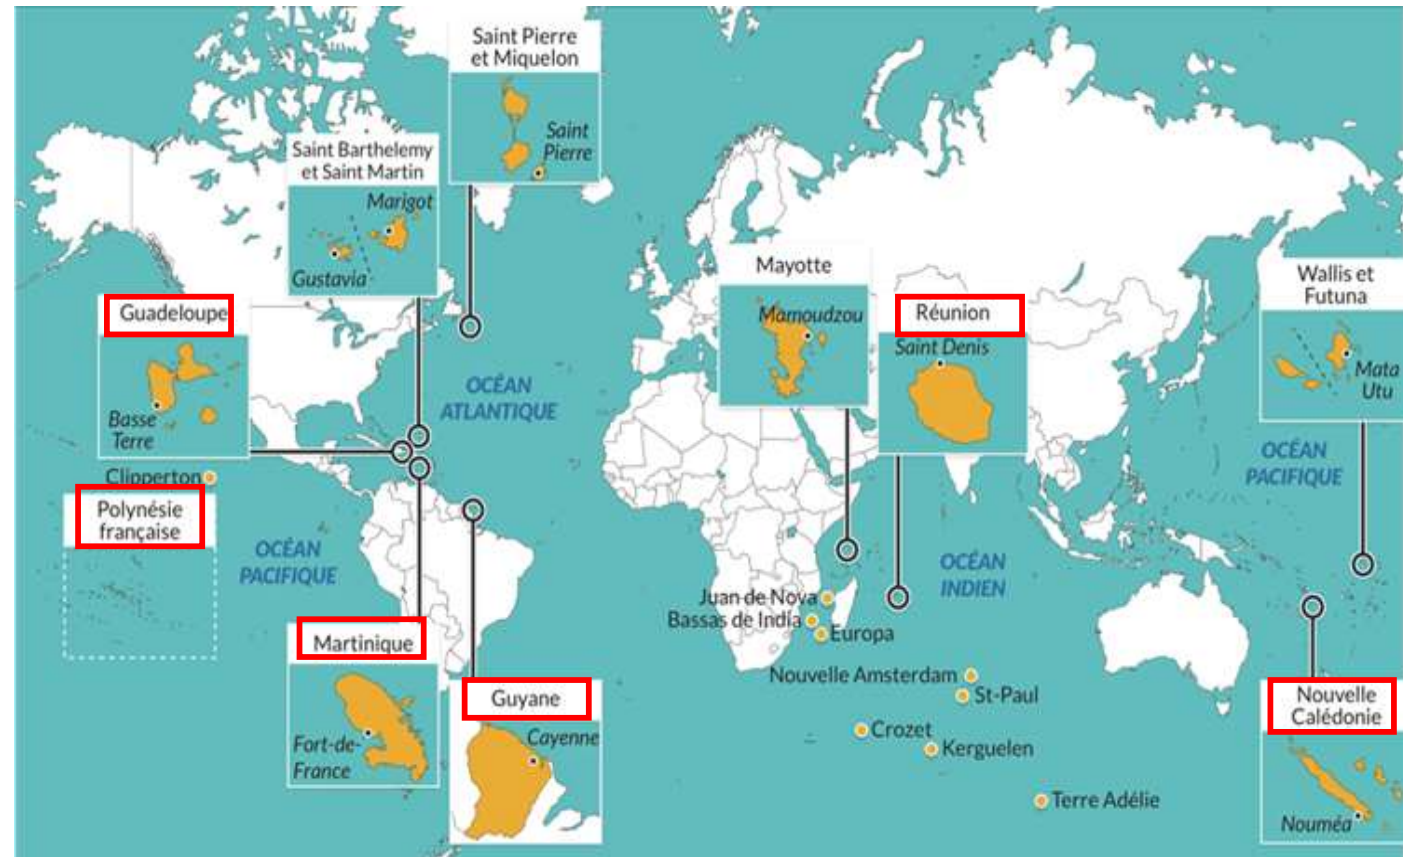 Saint Pierre
et Miquelon
Saint
Pierre
Saint Barthelemy
et Saint Martin
Marigot
Gustavia
Guadeloupe
Basse
Terre
Clipperton
Polynésie
française
OCÉAN
ATLANTIQUE
OCÉAN
PACIFIQUE
Martinique
Fort-de-
France
Guyane
Cayenne
Mayotte
Mamoudzou
Réunion
Saint Denis
Wallis et
Futuna
Mata
Utu
OCÉAN
PACIFIQUE
OCÉAN
INDIEN
Juan de Nova
Bassas de India
Europa
Nouvelle Amsterdam
St-Paul
Crozet
Kerguelen
Terre Adélie
Nouvelle
Calédonie
Nouméa